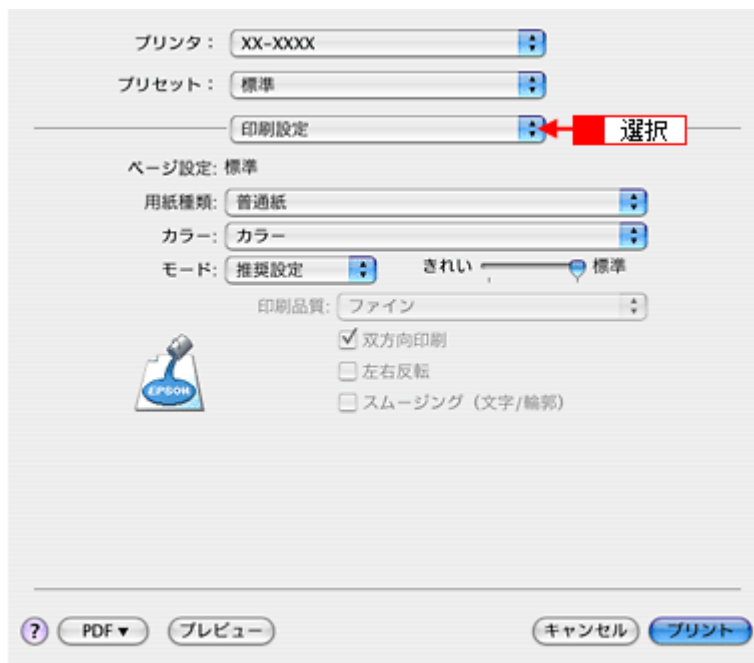 プリンタ： XX-XXXX
プリセット： 標準
印刷設定 選択
ページ設定: 標準
用紙種類: 普通紙
カラー: カラー
モード: 推奨設定 きれい 標準
印刷品質: ファイン
双方向印刷
左右反転
スムージング（文字/輪郭）
EPSON
? PDF▼ プレビュー キャンセル プリント